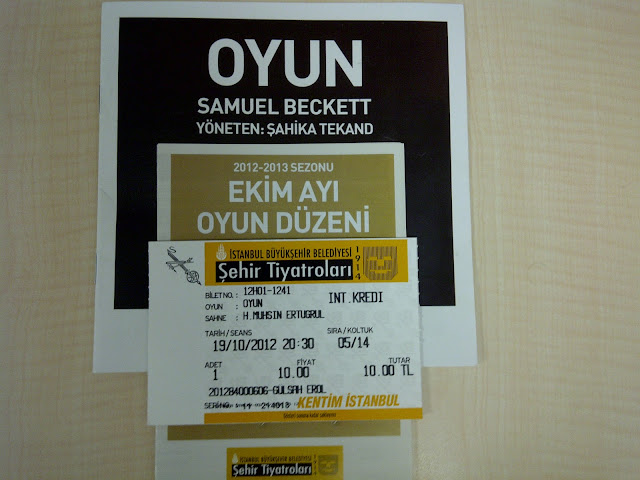 OYUN
SAMUEL BECKETT
YÖNETEN: ŞAHİKA TEKAND
2012-2013 SEZONU
EKİM AYI
OYUN DÜZENİ
İSTANBUL BÜYÜKŞEHİR BELEDİYESİ
Şehir Tiyatroları
1914
BİLET NO. : 12H01-1241 INT.KREDI
OYUN : OYUN
SAHNE : H.MUHSIN ERTUGRUL
TARİH / SEANS SIRA / KOLTUK
19/10/2012 20:30 05/14
ADET FİYAT TUTAR
1 10.00 10.00 TL
201284000606-GULSAH EROL
KENTİM İSTANBUL
İSTANBUL BÜYÜKŞEHİR BELEDİYESİ
Şehir Tiyatroları
1914